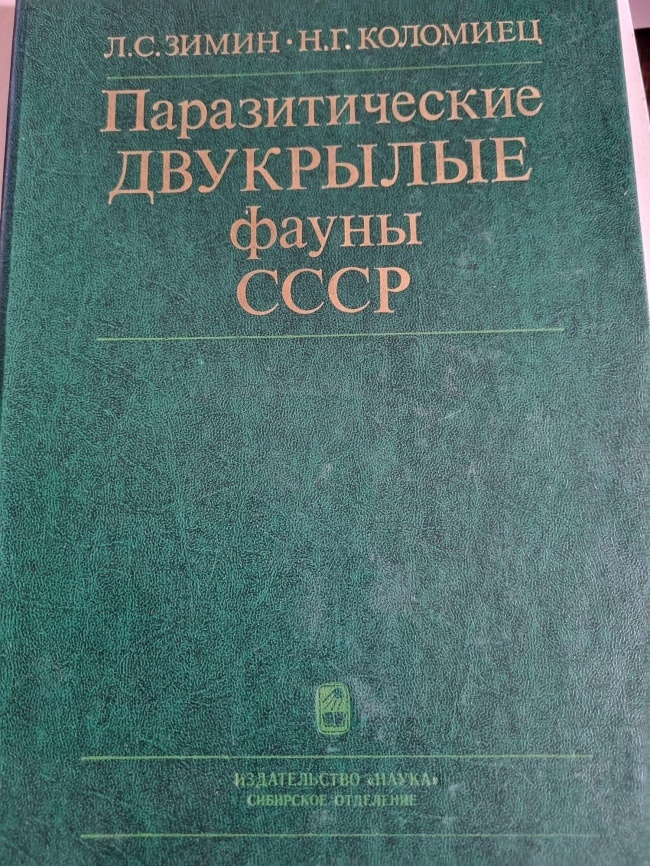 Л.С.ЗИМИН · Н.Г.КОЛОМИЕЦ
Паразитические
ДВУКРЫЛЫЕ
фауны
СССР
ИЗДАТЕЛЬСТВО «НАУКА»
СИБИРСКОЕ ОТДЕЛЕНИЕ